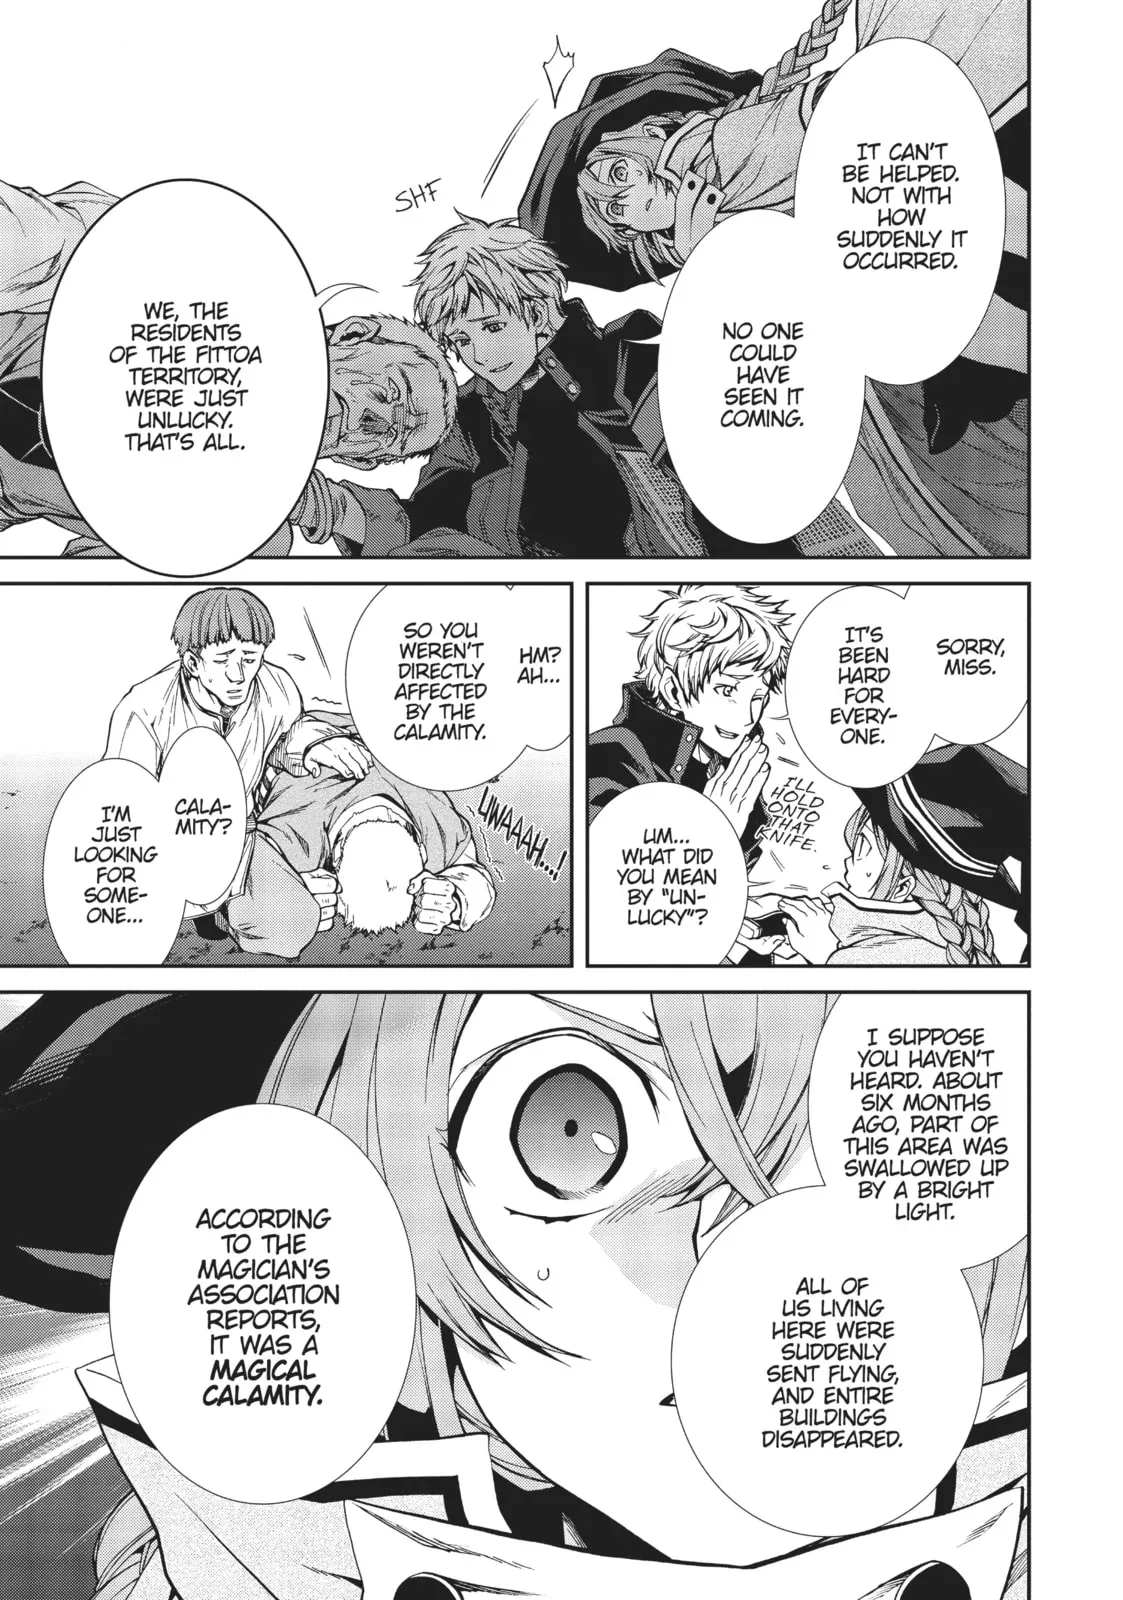 IT CAN'T
BE HELPED.
NOT WITH
HOW
SUDDENLY IT
OCCURRED.
NO ONE
COULD
HAVE
SEEN IT
COMING.
SHF
WE, THE
RESIDENTS
OF THE FITTOA
TERRITORY,
WERE JUST
UNLUCKY.
THAT'S ALL.
SORRY,
MISS.
IT'S
BEEN
HARD
FOR
EVERY-
ONE.
I'LL
HOLD
ONTO
THAT
KNIFE.
UM...
WHAT DID
YOU MEAN
BY "UN-
LUCKY"?
HM?
AH...
SO YOU
WEREN'T
DIRECTLY
AFFECTED
BY THE
CALAMITY.
UWAAAH...!
CALA-
MITY?
I'M
JUST
LOOKING
FOR
SOME-
ONE...
I SUPPOSE
YOU HAVEN'T
HEARD. ABOUT
SIX MONTHS
AGO, PART OF
THIS AREA WAS
SWALLOWED UP
BY A BRIGHT
LIGHT.
ALL OF
US LIVING
HERE WERE
SUDDENLY
SENT FLYING,
AND ENTIRE
BUILDINGS
DISAPPEARED.
ACCORDING
TO THE
MAGICIAN'S
ASSOCIATION
REPORTS,
IT WAS A
MAGICAL
CALAMITY.